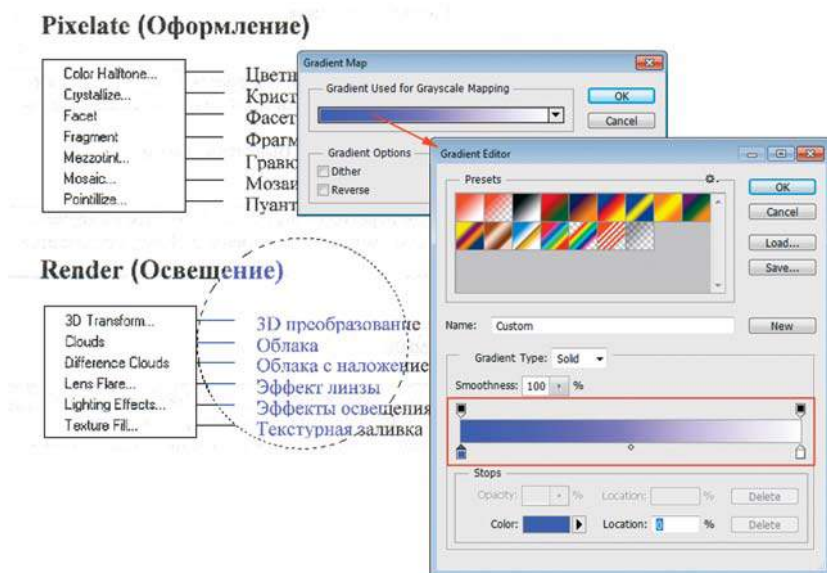 Pixelate (Оформление)
Color Halftone...
Crystallize...
Facet
Fragment
Mezzotint...
Mosaic...
Pointillize...
Gradient Map
Gradient Used for Grayscale Mapping
OK
Cancel
Gradient Options
Dither
Reverse
Render (Освещение)
3D Transform...
Clouds
Difference Clouds
Lens Flare...
Lighting Effects...
Texture Fill...
3D преобразование
Облака
Облака с наложение
Эффект линзы
Эффекты освещения
Текстурная заливка
Gradient Editor
Presets
OK
Cancel
Load...
Save...
Name: Custom
New
Gradient Type: Solid
Smoothness: 100 %
Stops
Opacity: % Location: % Delete
Color: Location: 0 % Delete